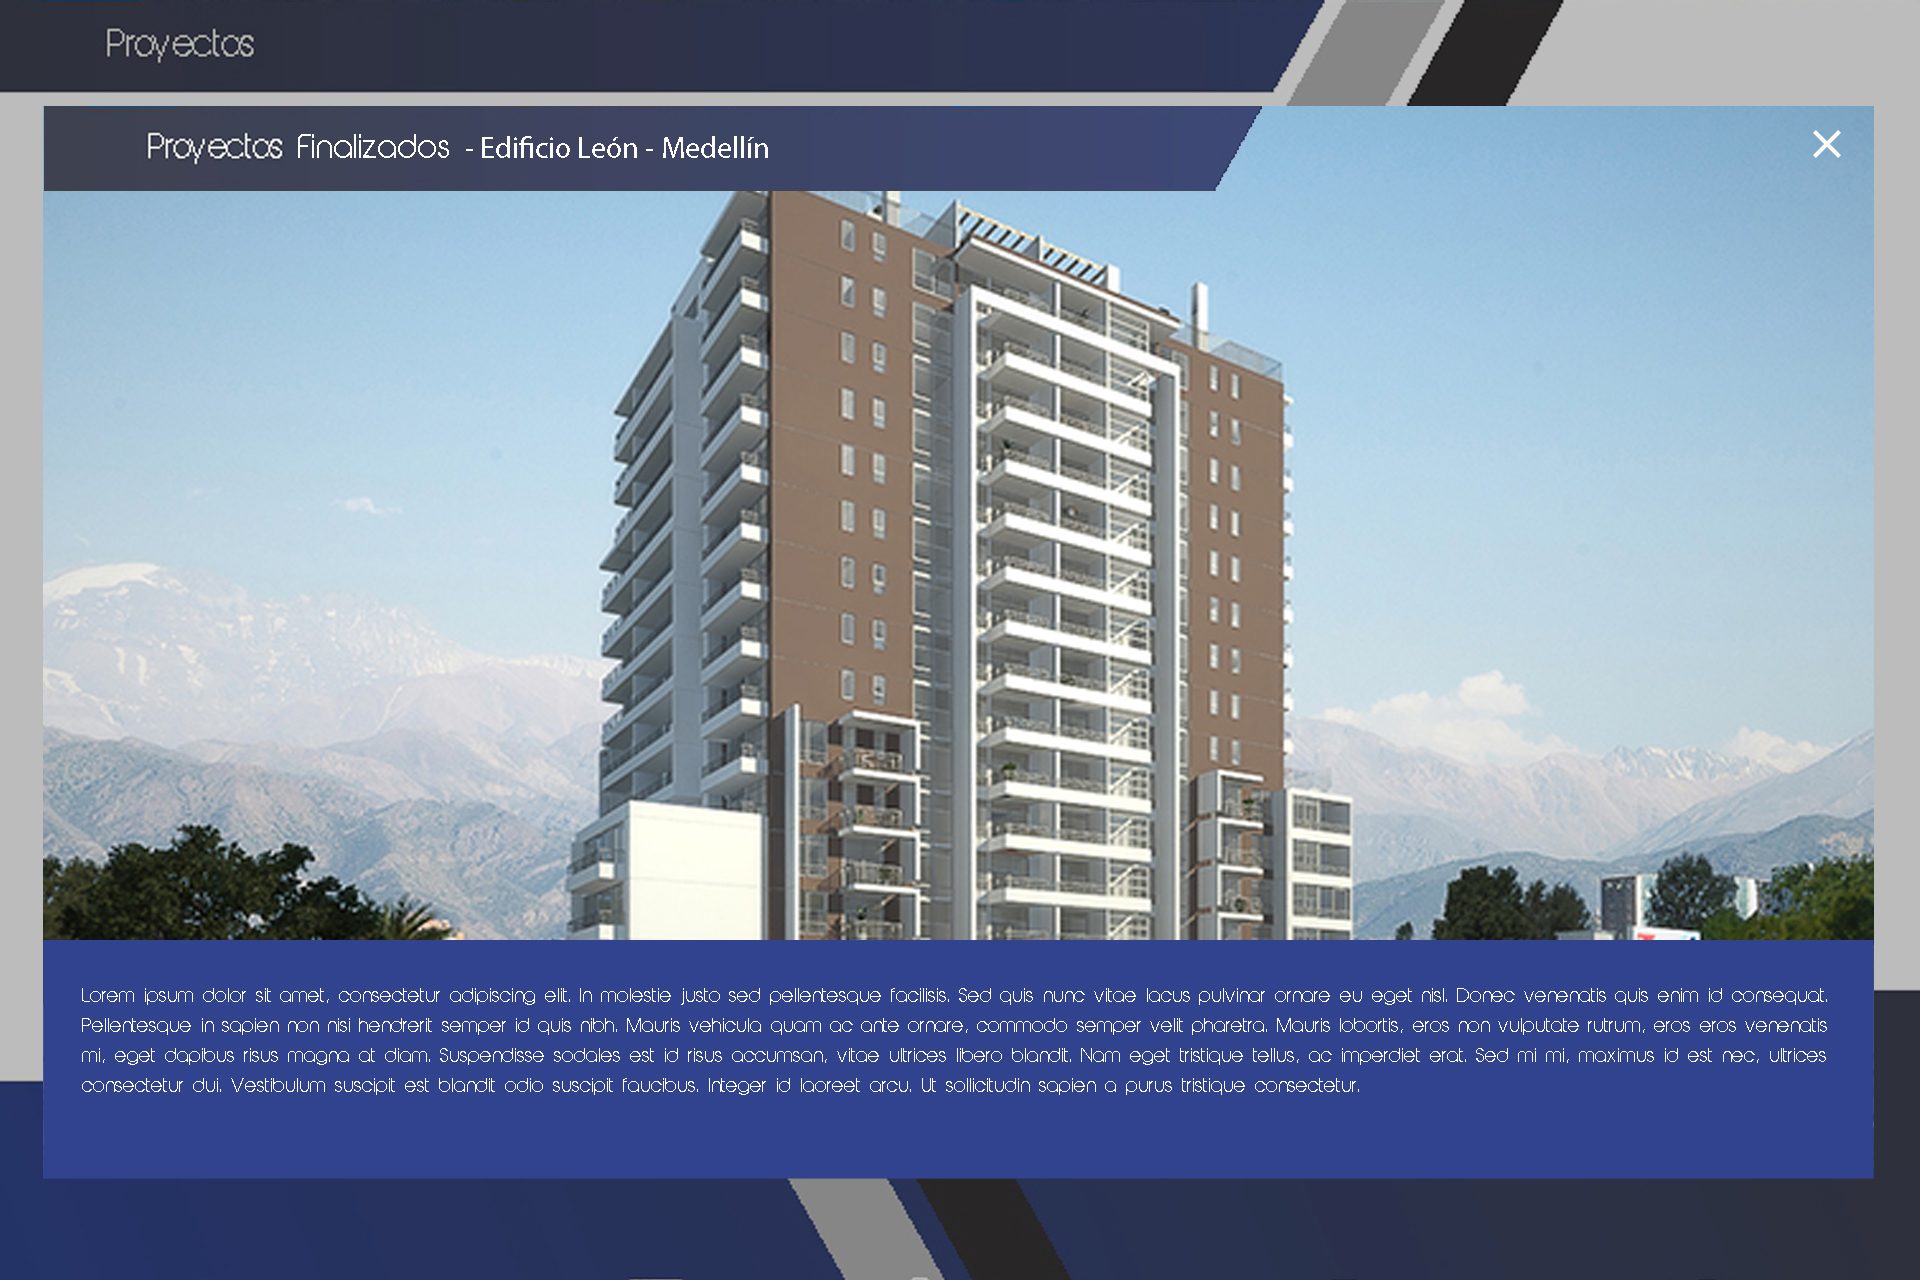 Proyectos
Proyectos Finalizados - Edificio León - Medellín
Lorem ipsum dolor sit amet, consectetur adipiscing elit. In molestie justo sed pellentesque facilisis. Sed quis nunc vitae lacus pulvinar ornare eu eget nisl. Donec venenatis quis enim id consequat.
Pellentesque in sapien non nisi hendrerit semper id quis nibh. Mauris vehicula quam ac ante ornare, commodo semper velit pharetra. Mauris lobortis, eros non vulputate rutrum, eros eros venenatis
mi, eget dapibus risus magna at diam. Suspendisse sodales est id risus accumsan, vitae ultrices libero blandit. Nam eget tristique tellus, ac imperdiet erat. Sed mi mi, maximus id est nec, ultrices
consectetur dui. Vestibulum suscipit est blandit odio suscipit faucibus. Integer id laoreet arcu. Ut sollicitudin sapien a purus tristique consectetur.